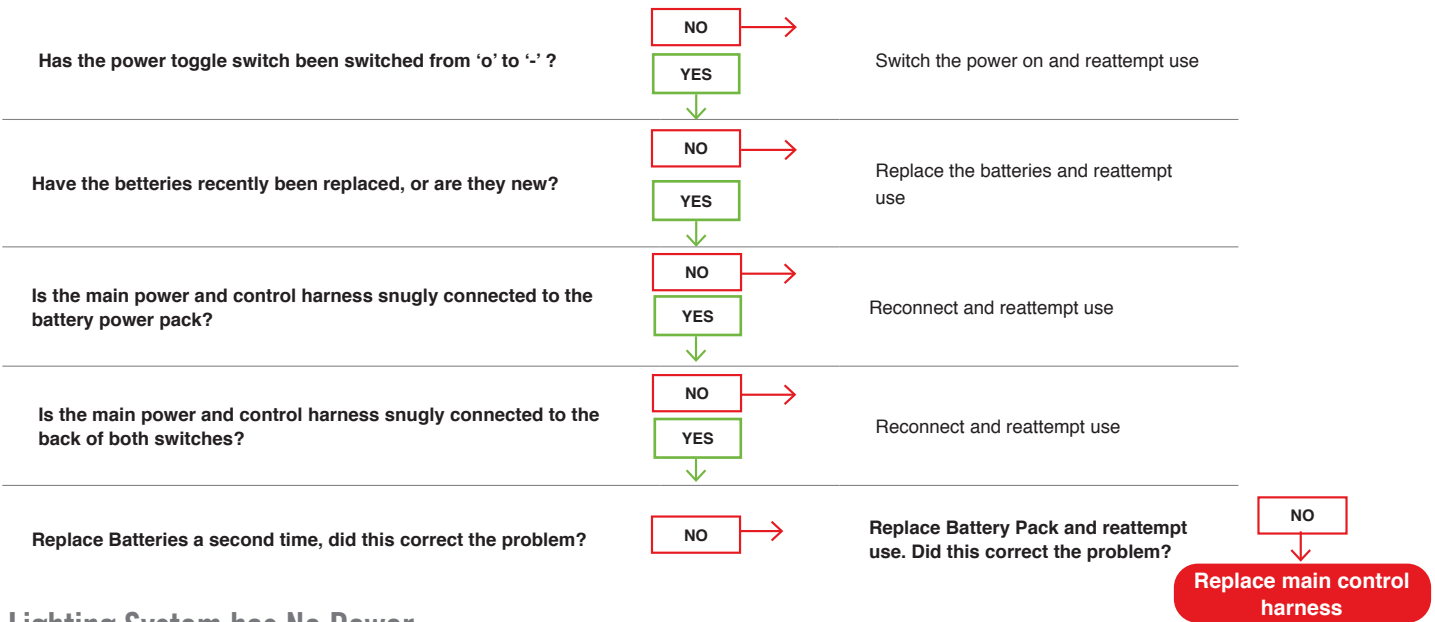 Has the power toggle switch been switched from ‘o’ to ‘-’ ?
NO
YES
Switch the power on and reattempt use
Have the betteries recently been replaced, or are they new?
NO
YES
Replace the batteries and reattempt
use
Is the main power and control harness snugly connected to the
battery power pack?
NO
YES
Reconnect and reattempt use
Is the main power and control harness snugly connected to the
back of both switches?
NO
YES
Reconnect and reattempt use
Replace Batteries a second time, did this correct the problem?
NO
Replace Battery Pack and reattempt
use. Did this correct the problem?
NO
Replace main control
harness
Lighting System has No Power